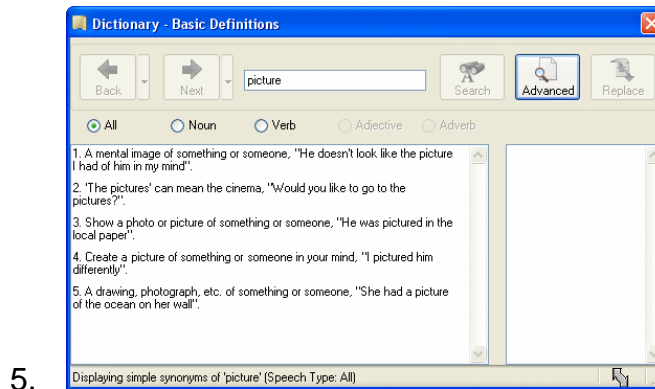 Dictionary - Basic Definitions
Back
Next
picture
Search
Advanced
Replace
All
Noun
Verb
Adjective
Adverb
1. A mental image of something or someone, "He doesn't look like the picture
I had of him in my mind".
2. 'The pictures' can mean the cinema, "Would you like to go to the
pictures?".
3. Show a photo or picture of something or someone, "He was pictured in the
local paper".
4. Create a picture of something or someone in your mind, "I pictured him
differently".
5. A drawing, photograph, etc. of something or someone, "She had a picture
of the ocean on her wall".
5.
Displaying simple synonyms of 'picture' (Speech Type: All)